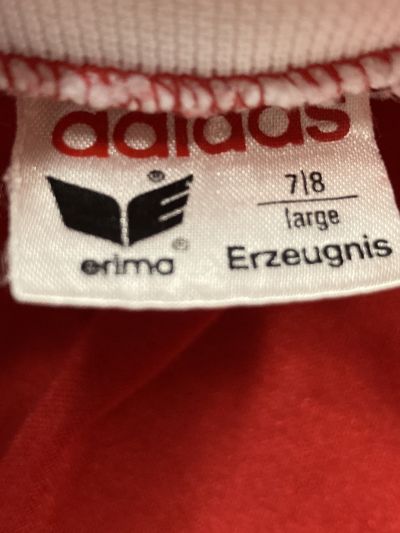 adidas
7|8
large
erima
Erzeugnis